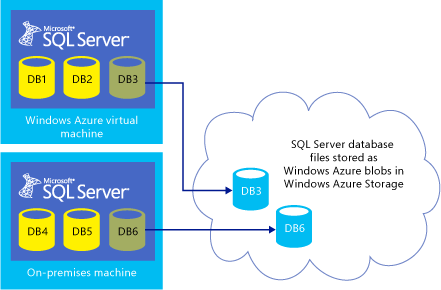 Microsoft®
SQL Server
DB1
DB2
DB3
Windows Azure virtual
machine
Microsoft®
SQL Server
DB4
DB5
DB6
On-premises machine
SQL Server database
files stored as
Windows Azure blobs in
Windows Azure Storage
DB3
DB6